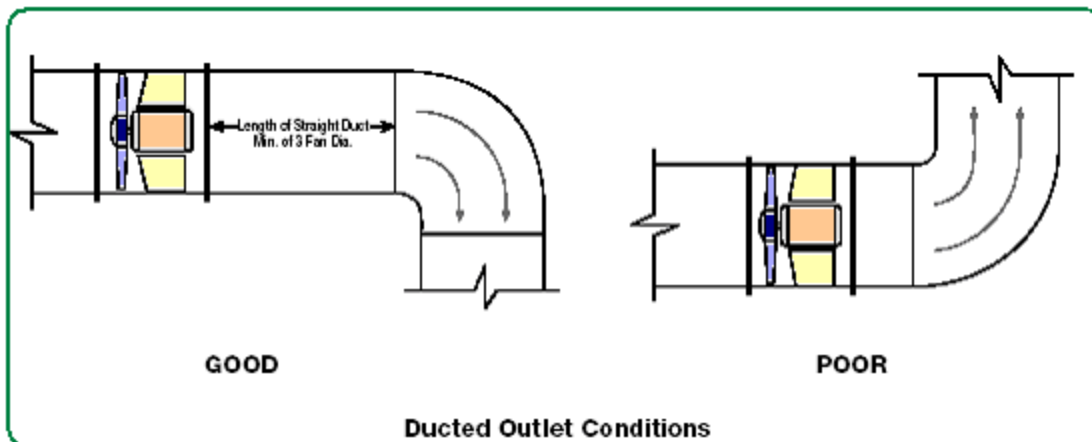 Length of Straight Duct
Min. of 3 Fan Dia.
GOOD
POOR
Ducted Outlet Conditions